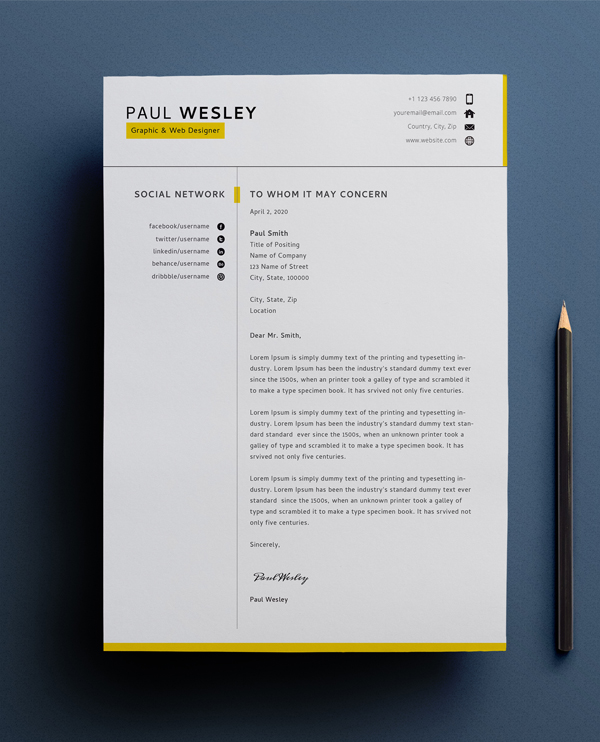 PAUL WESLEY
Graphic & Web Designer
+1 123 456 7890
youremail@email.com
Country, City, Zip
www.website.com
SOCIAL NETWORK
facebook/username
twitter/username
linkedin/username
behance/username
dribbble/username
TO WHOM IT MAY CONCERN
April 2, 2020
Paul Smith
Title of Positing
Name of Company
123 Name of Street
City, State, 100000
City, State, Zip
Location
Dear Mr. Smith,
Lorem Ipsum is simply dummy text of the printing and typesetting in-
dustry. Lorem Ipsum has been the industry's standard dummy text ever
since the 1500s, when an printer took a galley of type and scrambled it
to make a type specimen book. It has srvived not only five centuries.
Lorem Ipsum is simply dummy text of the printing and typesetting in-
dustry. Lorem Ipsum has been the industry's standard dummy text stan-
dard standard ever since the 1500s, when an unknown printer took a
galley of type and scrambled it to make a type specimen book. It has
srvived not only five centuries.
Lorem Ipsum is simply dummy text of the printing and typesetting in-
dustry. Lorem Ipsum has been the industry's standard dummy text ever
standard since the 1500s, when an unknown printer took a galley of
type and scrambled it to make a type specimen book. It has srvived not
only five centuries.
Sincerely,
Paul Wesley
Paul Wesley